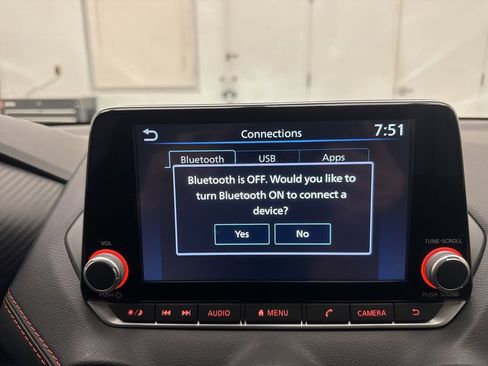 Connections 7:51
Bluetooth USB Apps
Bluetooth is OFF. Would you like to
turn Bluetooth ON to connect a
device?
Yes No
VOL TUNE•SCROLL
PUSH PUSH SOUND
AUDIO MENU CAMERA